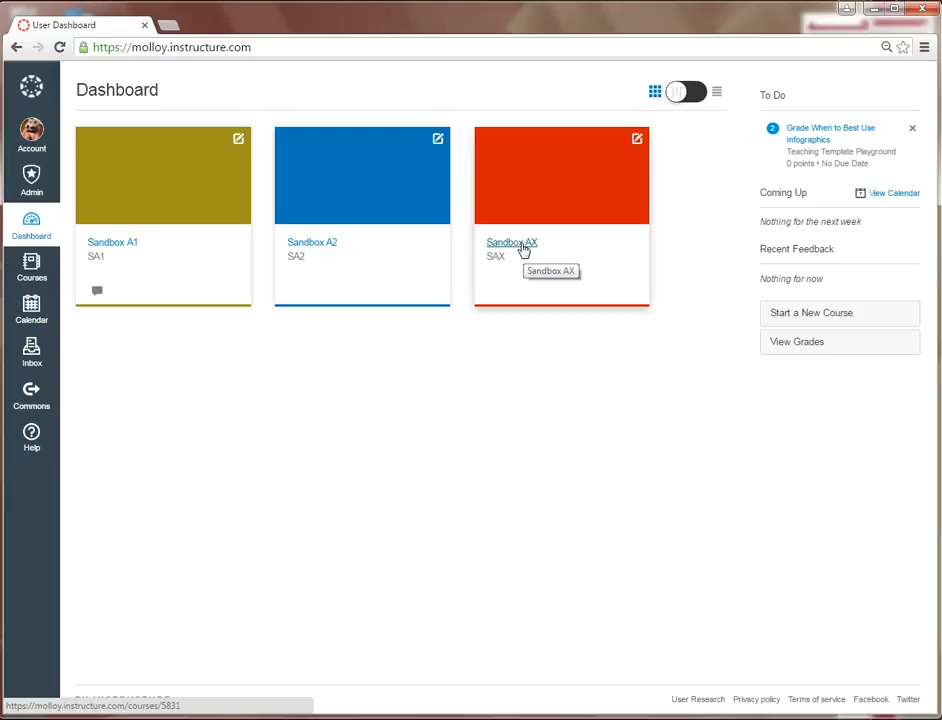 User Dashboard
https://molloy.instructure.com
Dashboard
Account
Admin
Dashboard
Courses
Calendar
Inbox
Commons
Help
Sandbox A1
SA1
Sandbox A2
SA2
Sandbox AX
SAX
Sandbox AX
To Do
2
Grade When to Best Use
Infographics
Teaching Template Playground
0 points • No Due Date
Coming Up
View Calendar
Nothing for the next week
Recent Feedback
Nothing for now
Start a New Course
View Grades
User Research Privacy policy Terms of service Facebook Twitter
https://molloy.instructure.com/courses/5831